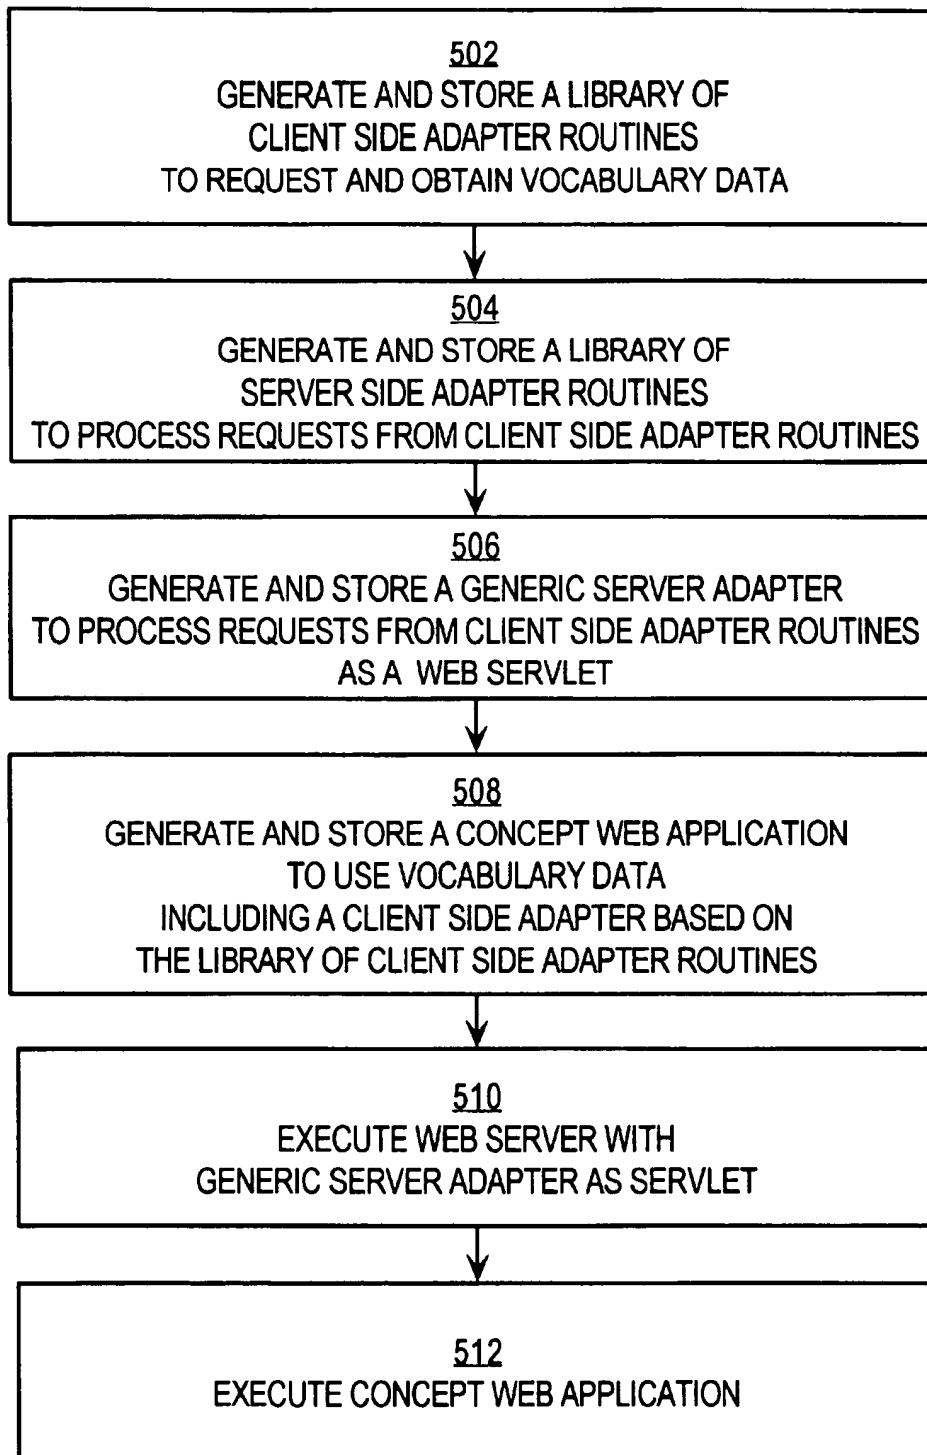 502
GENERATE AND STORE A LIBRARY OF
CLIENT SIDE ADAPTER ROUTINES
TO REQUEST AND OBTAIN VOCABULARY DATA
504
GENERATE AND STORE A LIBRARY OF
SERVER SIDE ADAPTER ROUTINES
TO PROCESS REQUESTS FROM CLIENT SIDE ADAPTER ROUTINES
506
GENERATE AND STORE A GENERIC SERVER ADAPTER
TO PROCESS REQUESTS FROM CLIENT SIDE ADAPTER ROUTINES
AS A WEB SERVLET
508
GENERATE AND STORE A CONCEPT WEB APPLICATION
TO USE VOCABULARY DATA
INCLUDING A CLIENT SIDE ADAPTER BASED ON
THE LIBRARY OF CLIENT SIDE ADAPTER ROUTINES
510
EXECUTE WEB SERVER WITH
GENERIC SERVER ADAPTER AS SERVLET
512
EXECUTE CONCEPT WEB APPLICATION